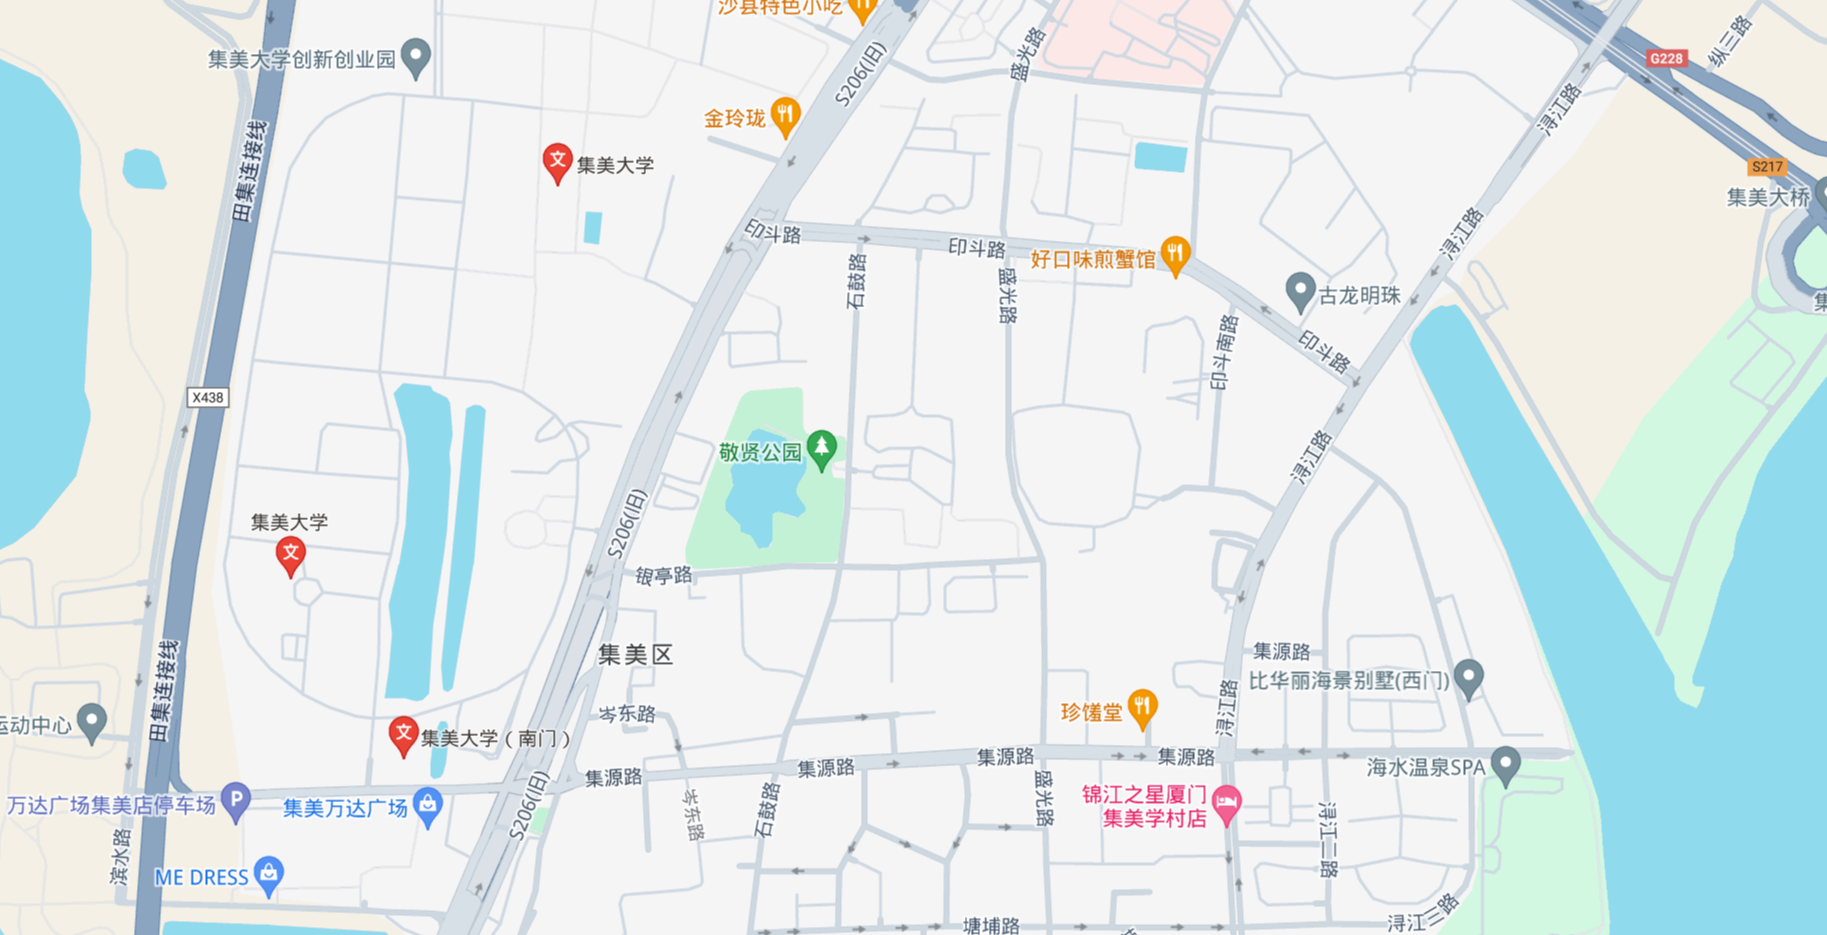 沙县特色小吃
集美大学创新创业园
S206(旧)
盛光路
G228
纵三路
浔江路
金玲珑
田集连接线
集美大学
S217
集美大桥
印斗路
印斗路
浔江路
好口味煎蟹馆
石鼓路
盛光路
古龙明珠
集
印斗路
印斗南路
X438
敬贤公园
浔江路
集美大学
S206(旧)
银亭路
集美区
集源路
比华丽海景别墅(西门)
田集连接线
运动中心
岑东路
珍馐堂
浔江路
集美大学（南门）
集源路
集源路
集源路
集源路
海水温泉SPA
万达广场集美店停车场
P
集美万达广场
S206(旧)
岑东路
石鼓路
盛光路
锦江之星厦门
集美学村店
浔江二路
滨水路
ME DRESS
塘埔路
浔江三路
文
文
文